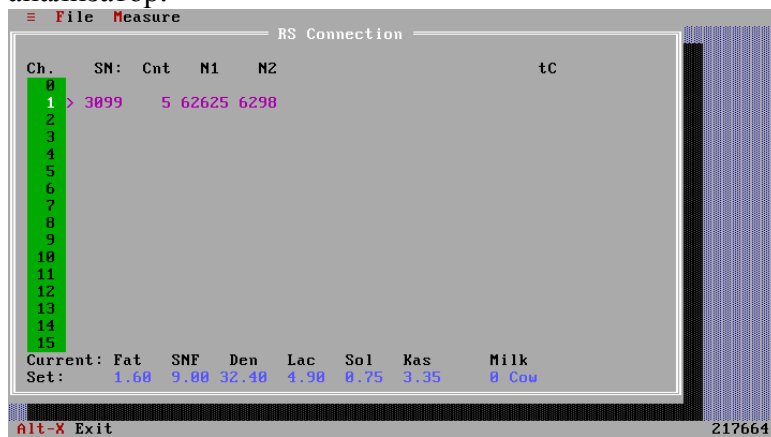 ≡ File Measure
RS Connection
Ch. SN: Cnt N1 N2 tC
0
1 > 3099 5 62625 6298
2
3
4
5
6
7
8
9
10
11
12
13
14
15
Current: Fat SNF Den Lac Sol Kas Milk
Set: 1.60 9.00 32.40 4.90 0.75 3.35 0 Cow
Alt-X Exit 217664